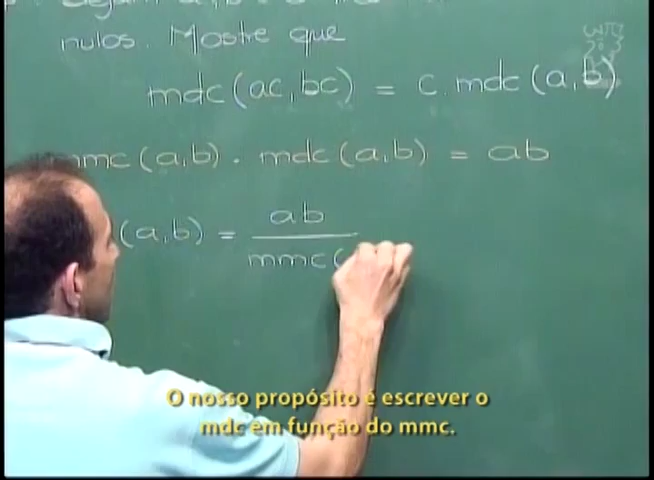 nulos. Mostre que
mdc(ac,bc) = c.mdc(a,b)
mmc(a,b) . mdc(a,b) = ab
(a,b) = ab
mmc(
O nosso propósito é escrever o
mdc em função do mmc.